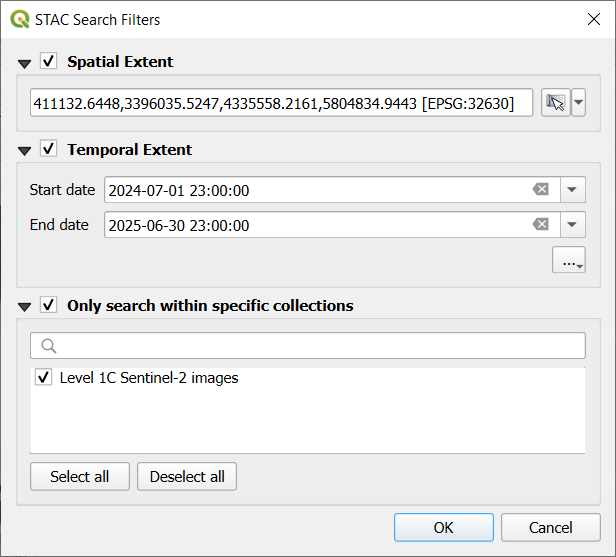 STAC Search Filters
Spatial Extent
411132.6448,3396035.5247,4335558.2161,5804834.9443 [EPSG:32630]
Temporal Extent
Start date 2024-07-01 23:00:00
End date 2025-06-30 23:00:00
...
Only search within specific collections
Level 1C Sentinel-2 images
Select all Deselect all
OK Cancel